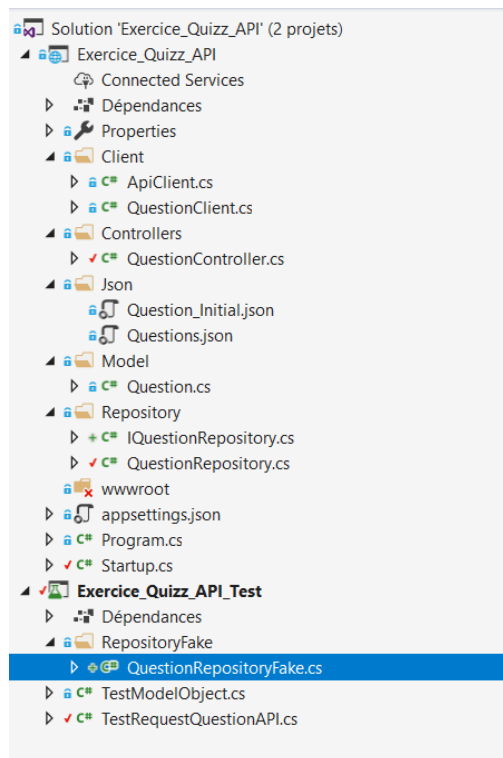 Solution 'Exercice_Quizz_API' (2 projets)
Exercice_Quizz_API
Connected Services
Dépendances
Properties
Client
C# ApiClient.cs
C# QuestionClient.cs
Controllers
C# QuestionController.cs
Json
Question_Initial.json
Questions.json
Model
C# Question.cs
Repository
C# IQuestionRepository.cs
C# QuestionRepository.cs
wwwroot
appsettings.json
C# Program.cs
C# Startup.cs
Exercice_Quizz_API_Test
Dépendances
RepositoryFake
C# QuestionRepositoryFake.cs
C# TestModelObject.cs
C# TestRequestQuestionAPI.cs